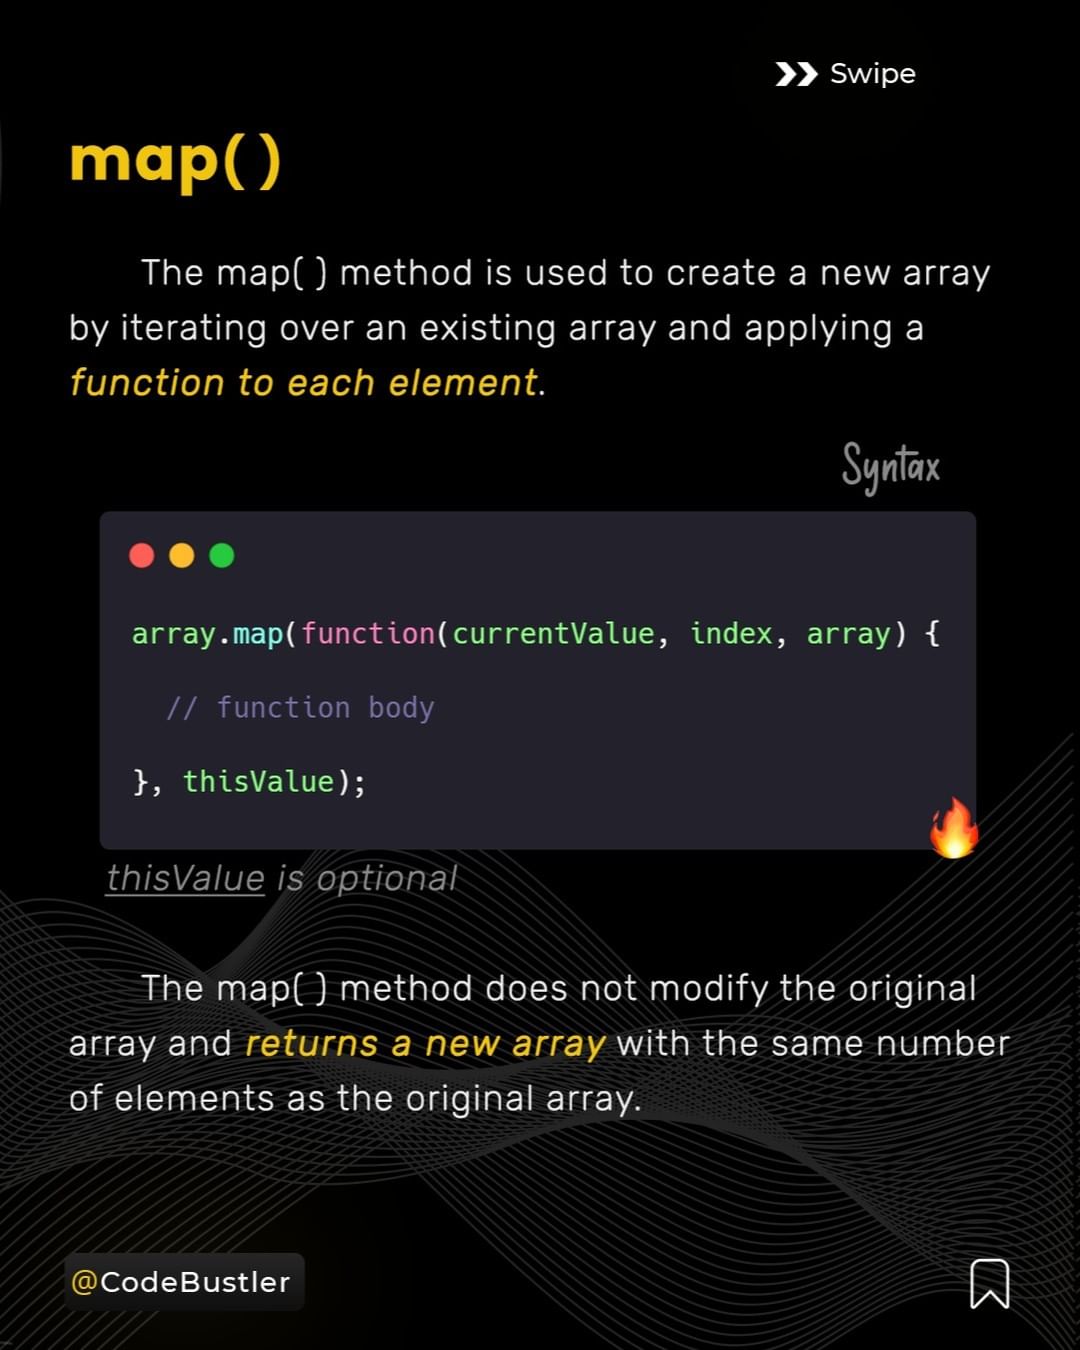 Swipe
map( )
The map( ) method is used to create a new array
by iterating over an existing array and applying a
function to each element.
Syntax
array.map(function(currentValue, index, array) {
// function body
}, thisValue);
thisValue is optional
The map( ) method does not modify the original
array and returns a new array with the same number
of elements as the original array.
@CodeBustler